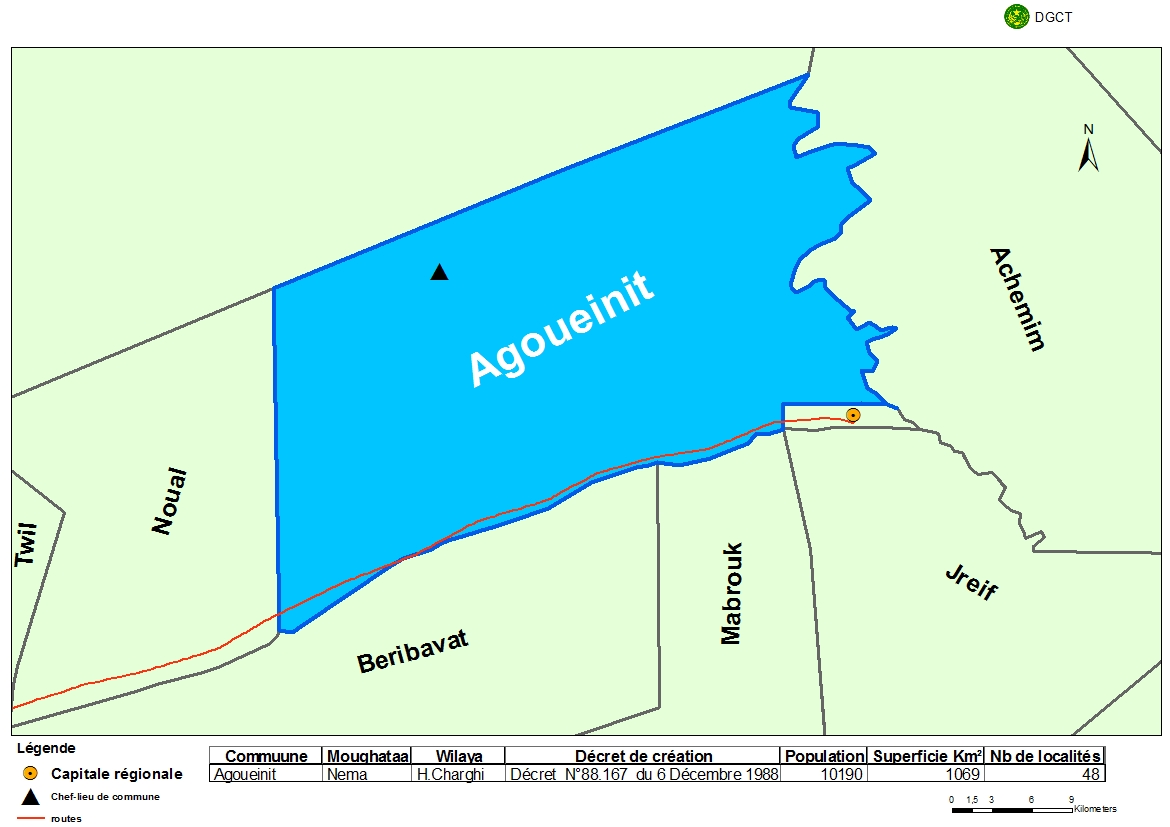 DGCT
N
Achemim
Agoueinit
Noual
Twil
Mabrouk
Jreif
Beribavat
Légende
Capitale régionale
Chef-lieu de commune
routes
Commuune Moughataa Wilaya Décret de création Population Superficie Km² Nb de localités
Agoueinit Nema H.Charghi Décret N°88.167 du 6 Décembre 1988 10190 1069 48
0 1,5 3 6 9
Kilometers